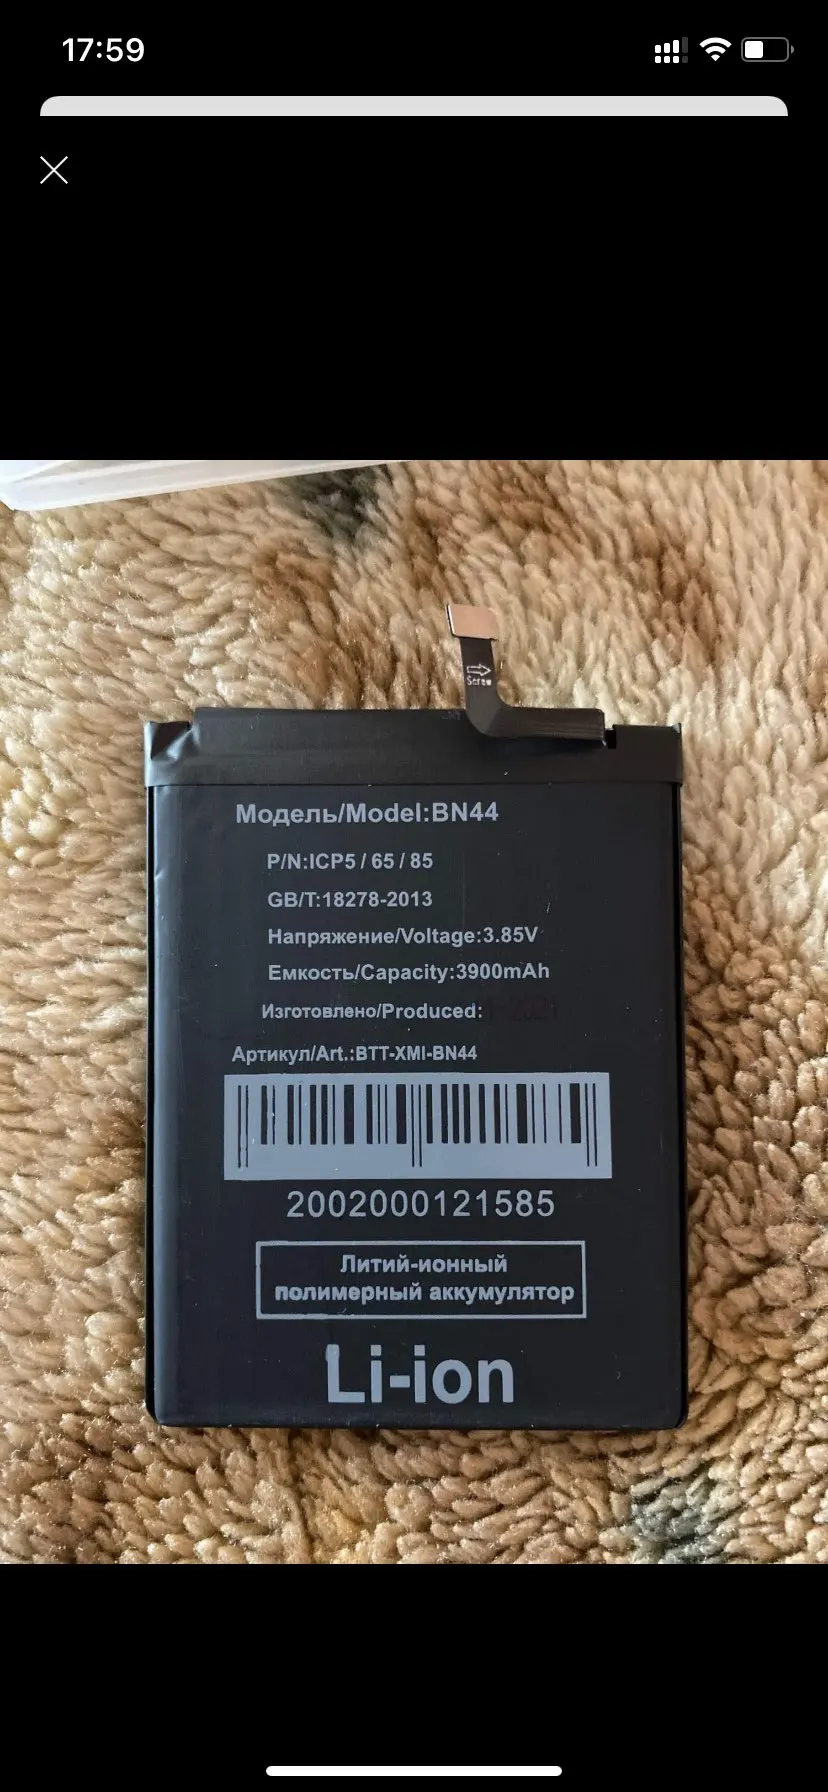 17:59
Screw
Модель/Model:BN44
P/N:ICP5 / 65 / 85
GB/T:18278-2013
Напряжение/Voltage:3.85V
Емкость/Capacity:3900mAh
Изготовлено/Produced:
Артикул/Art.:BTT-XMI-BN44
2002000121585
Литий-ионный
полимерный аккумулятор
Li-ion